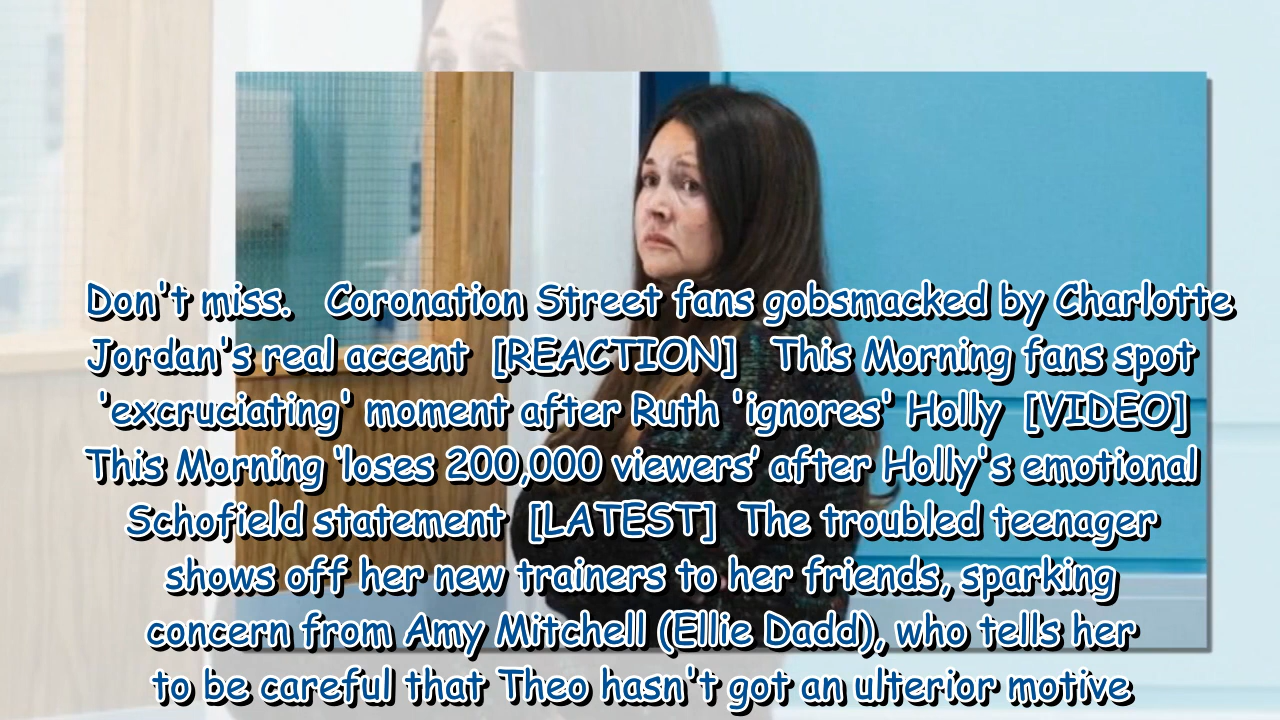 Don't miss. Coronation Street fans gobsmacked by Charlotte
Jordan's real accent [REACTION] This Morning fans spot
'excruciating' moment after Ruth 'ignores' Holly [VIDEO]
This Morning ‘loses 200,000 viewers’ after Holly's emotional
Schofield statement [LATEST] The troubled teenager
shows off her new trainers to her friends, sparking
concern from Amy Mitchell (Ellie Dadd), who tells her
to be careful that Theo hasn't got an ulterior motive